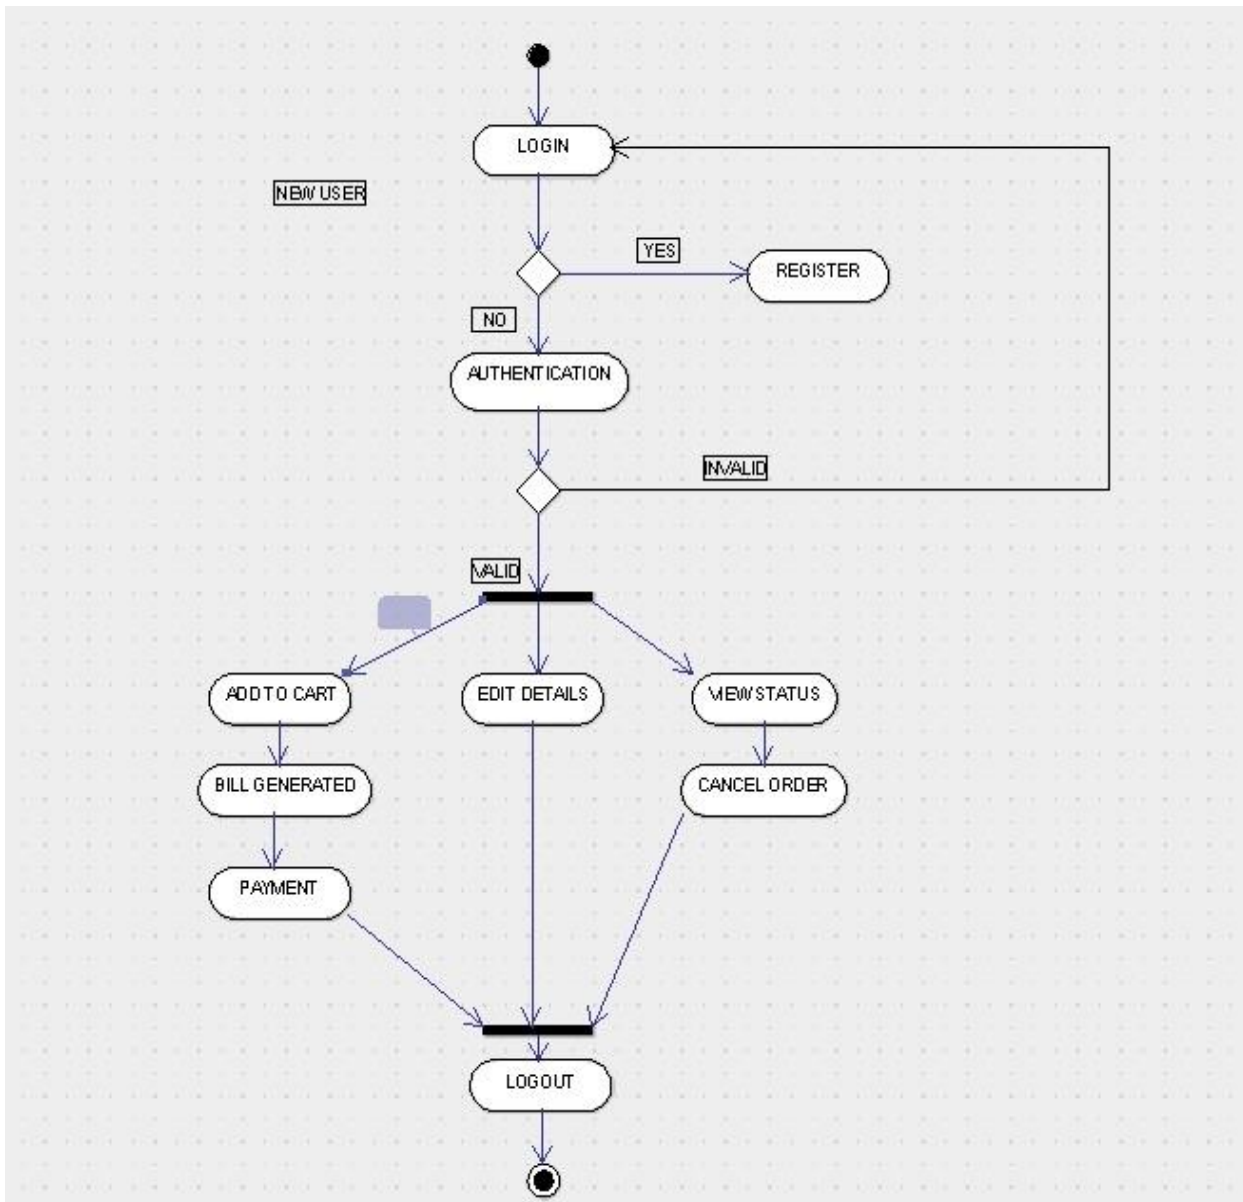 LOGIN
NEW USER
YES
REGISTER
NO
AUTHENTICATION
INVALID
VALID
ADD TO CART
EDIT DETAILS
VIEW STATUS
BILL GENERATED
CANCEL ORDER
PAYMENT
LOGOUT